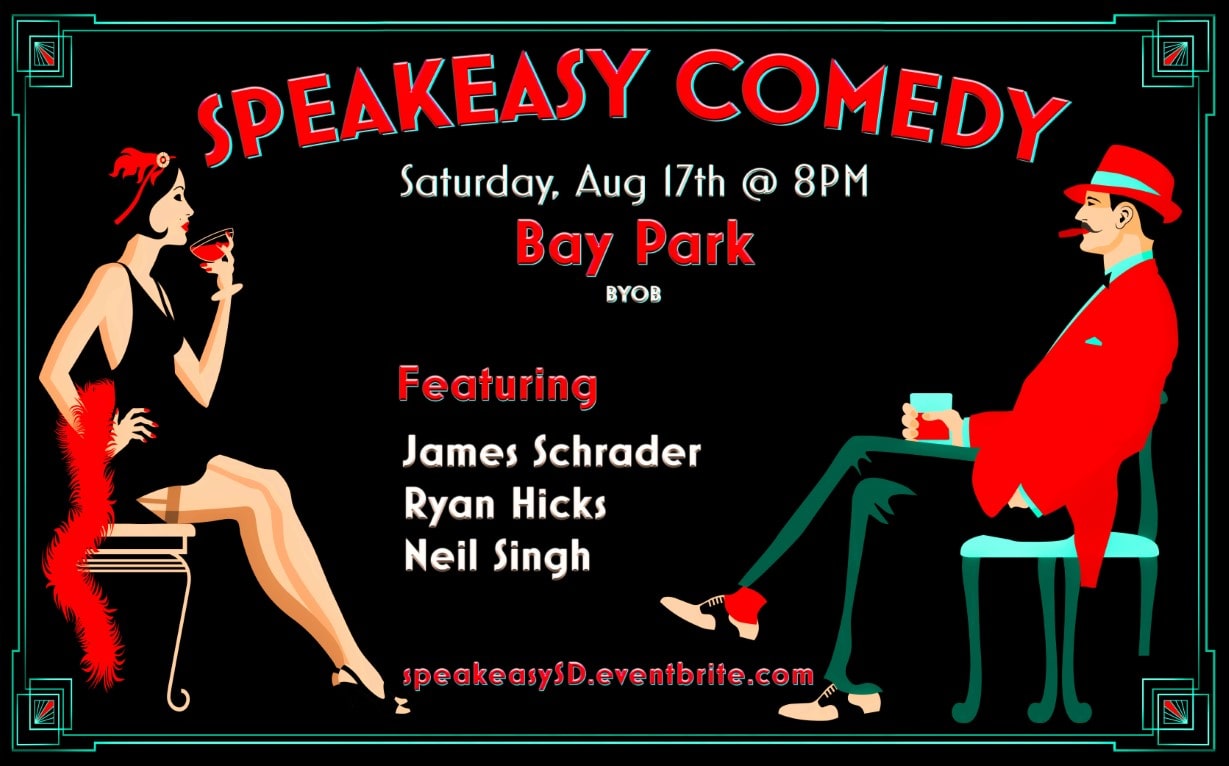 SPEAKEASY COMEDY
Saturday, Aug 17th @ 8PM
Bay Park
BYOB
Featuring
James Schrader
Ryan Hicks
Neil Singh
speakeasySD.eventbrite.com